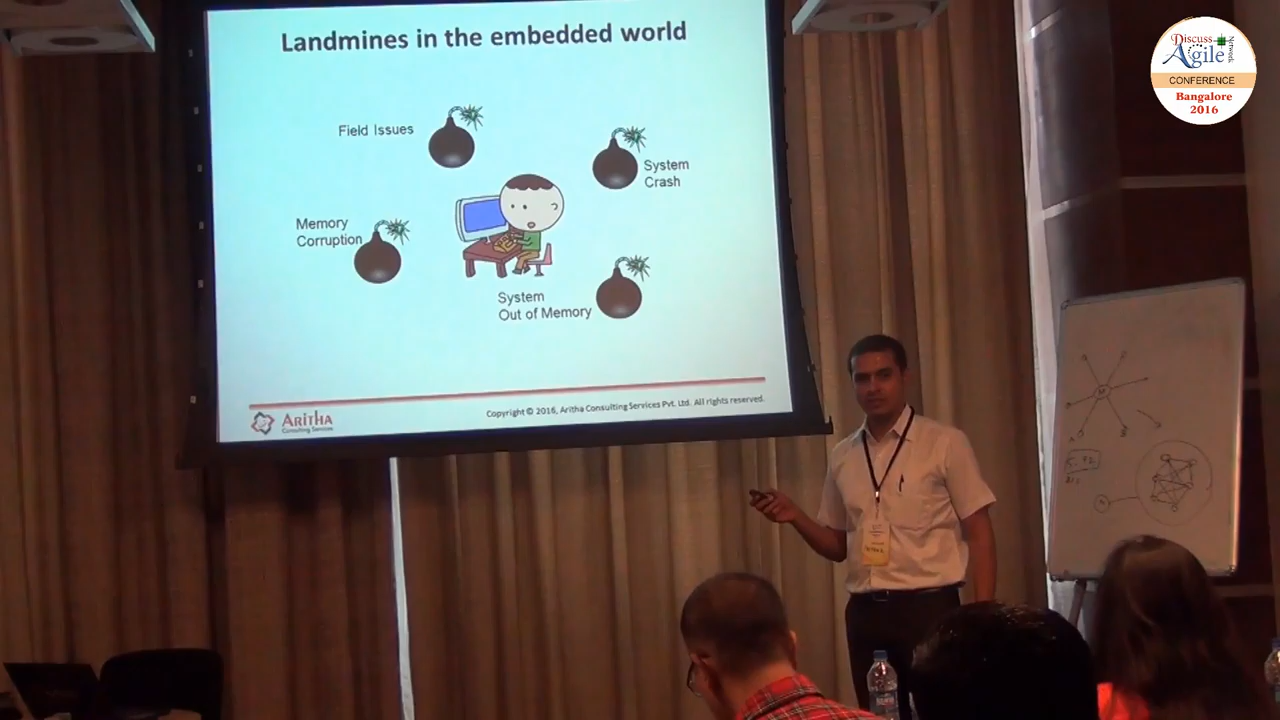 Landmines in the embedded world
Field Issues
System
Crash
Memory
Corruption
System
Out of Memory
ARITHA
Consulting Services
Copyright © 2016, Aritha Consulting Services Pvt. Ltd. All rights reserved.
Discuss
Agile
Network
CONFERENCE
Bangalore
2016